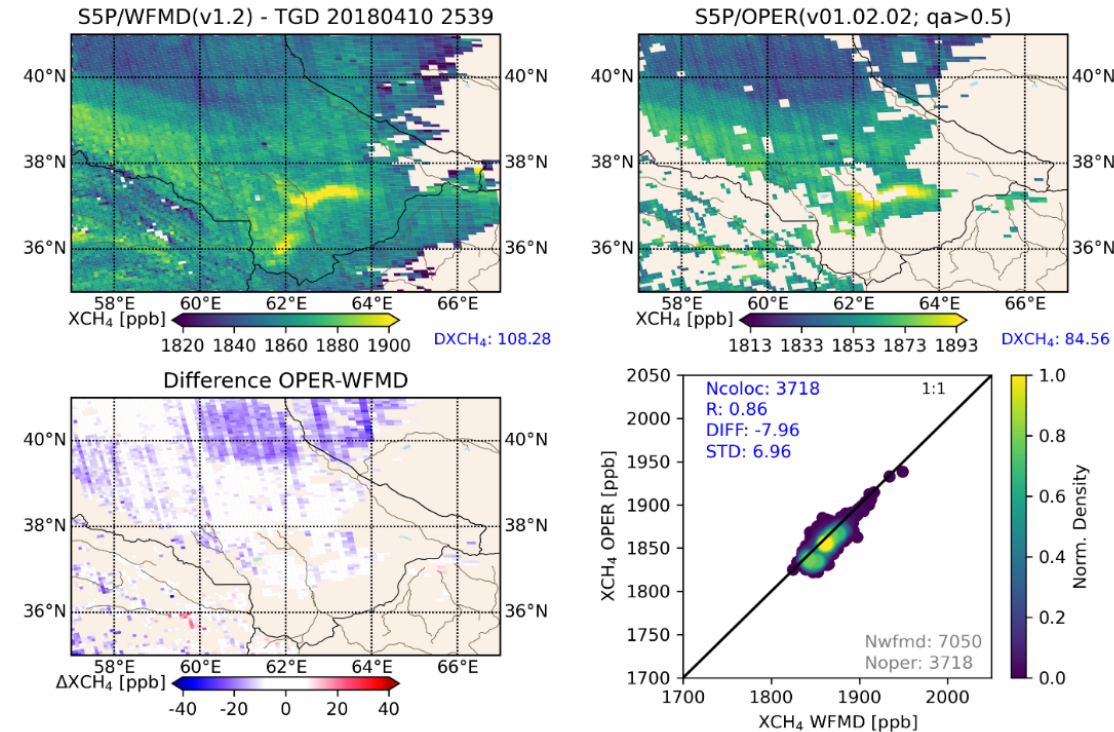 S5P/WFMD(v1.2) - TGD 20180410 2539
40°N
38°N
36°N
58°E 60°E 62°E 64°E 66°E
XCH₄ [ppb]
1820 1840 1860 1880 1900
DXCH₄: 108.28
S5P/OPER(v01.02.02; qa>0.5)
40°N 40°N
38°N 38°N
36°N 36°N
58°E 60°E 62°E 64°E 66°E
XCH₄ [ppb]
1813 1833 1853 1873 1893
DXCH₄: 84.56
40°N
38°N
36°N
Difference OPER-WFMD
40°N 40°N
38°N 38°N
36°N 36°N
58°E 60°E 62°E 64°E 66°E
ΔXCH₄ [ppb]
-40 -20 0 20 40
XCH₄ OPER [ppb]
2050
2000
1950
1900
1850
1800
1750
1700
Ncoloc: 3718
R: 0.86
DIFF: -7.96
STD: 6.96
1:1
Nwfmd: 7050
Noper: 3718
1700 1800 1900 2000
XCH₄ WFMD [ppb]
1.0
0.8
0.6
0.4
0.2
0.0
Norm. Density